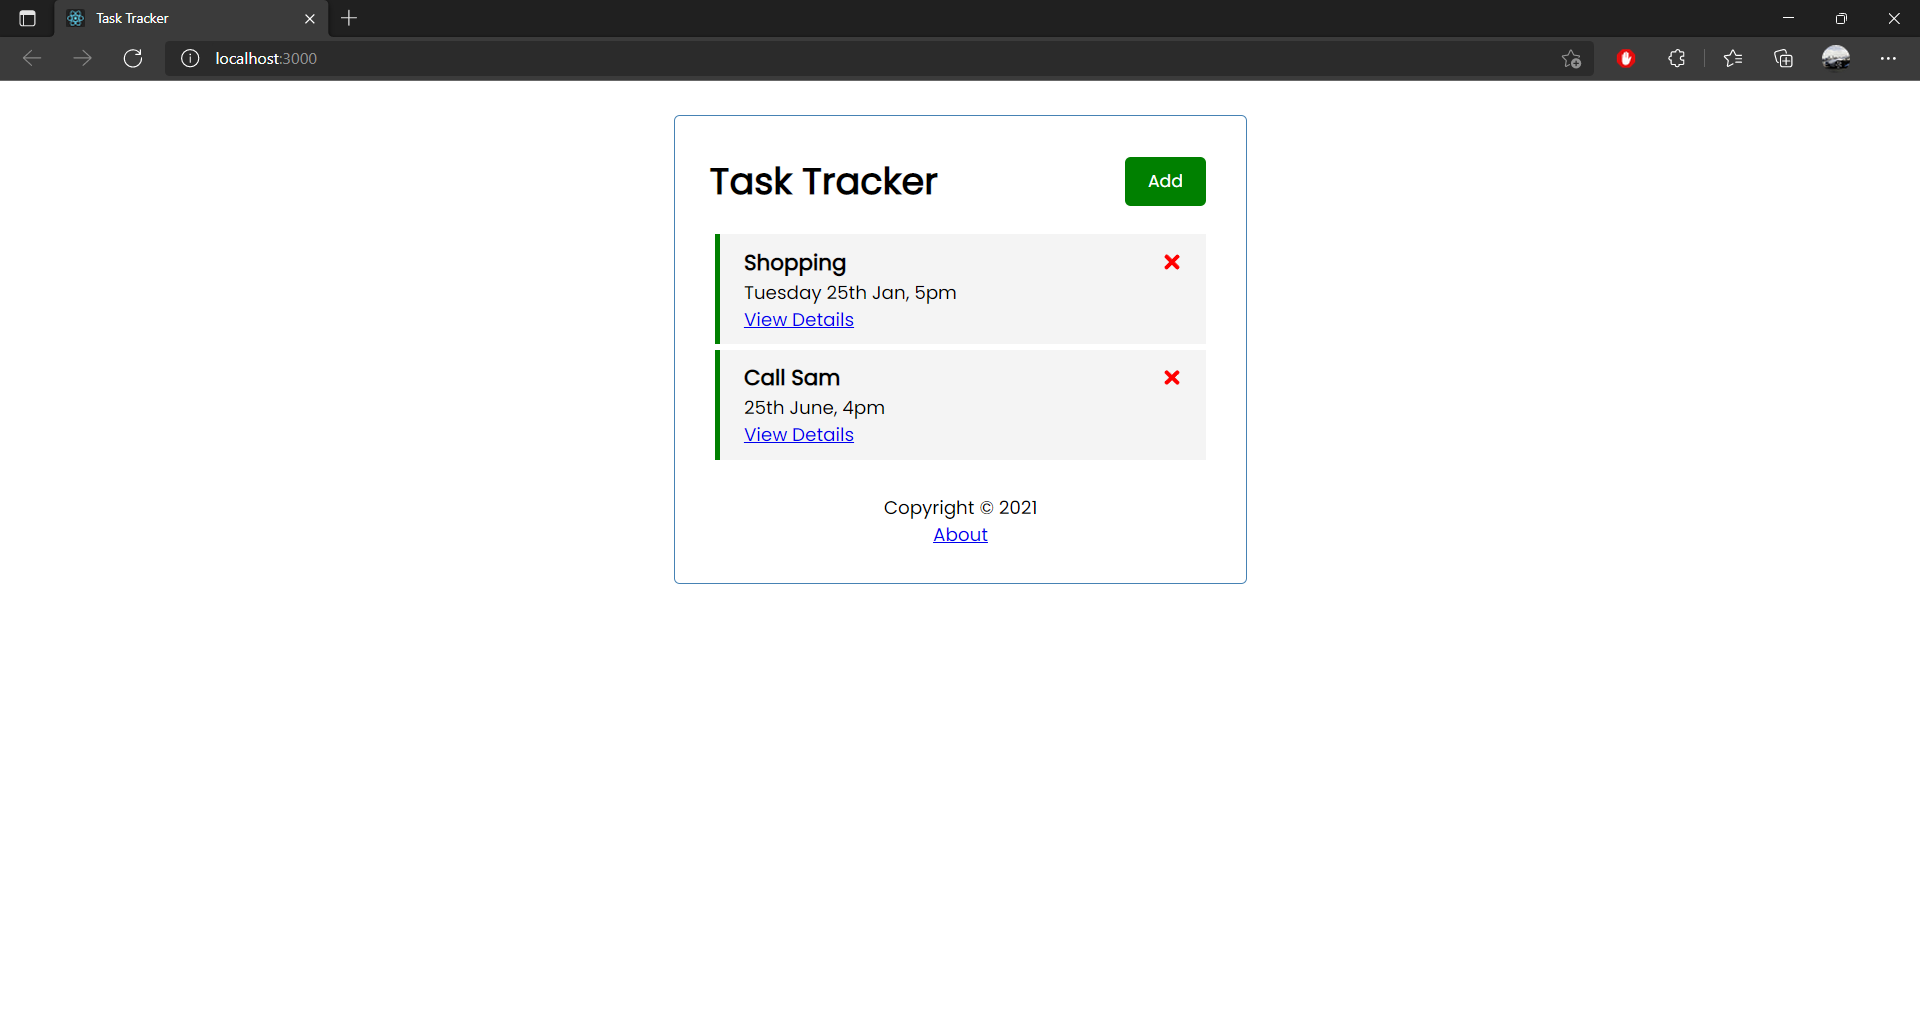 Task Tracker
localhost:3000
Task Tracker
Add
Shopping
Tuesday 25th Jan, 5pm
View Details
Call Sam
25th June, 4pm
View Details
Copyright © 2021
About